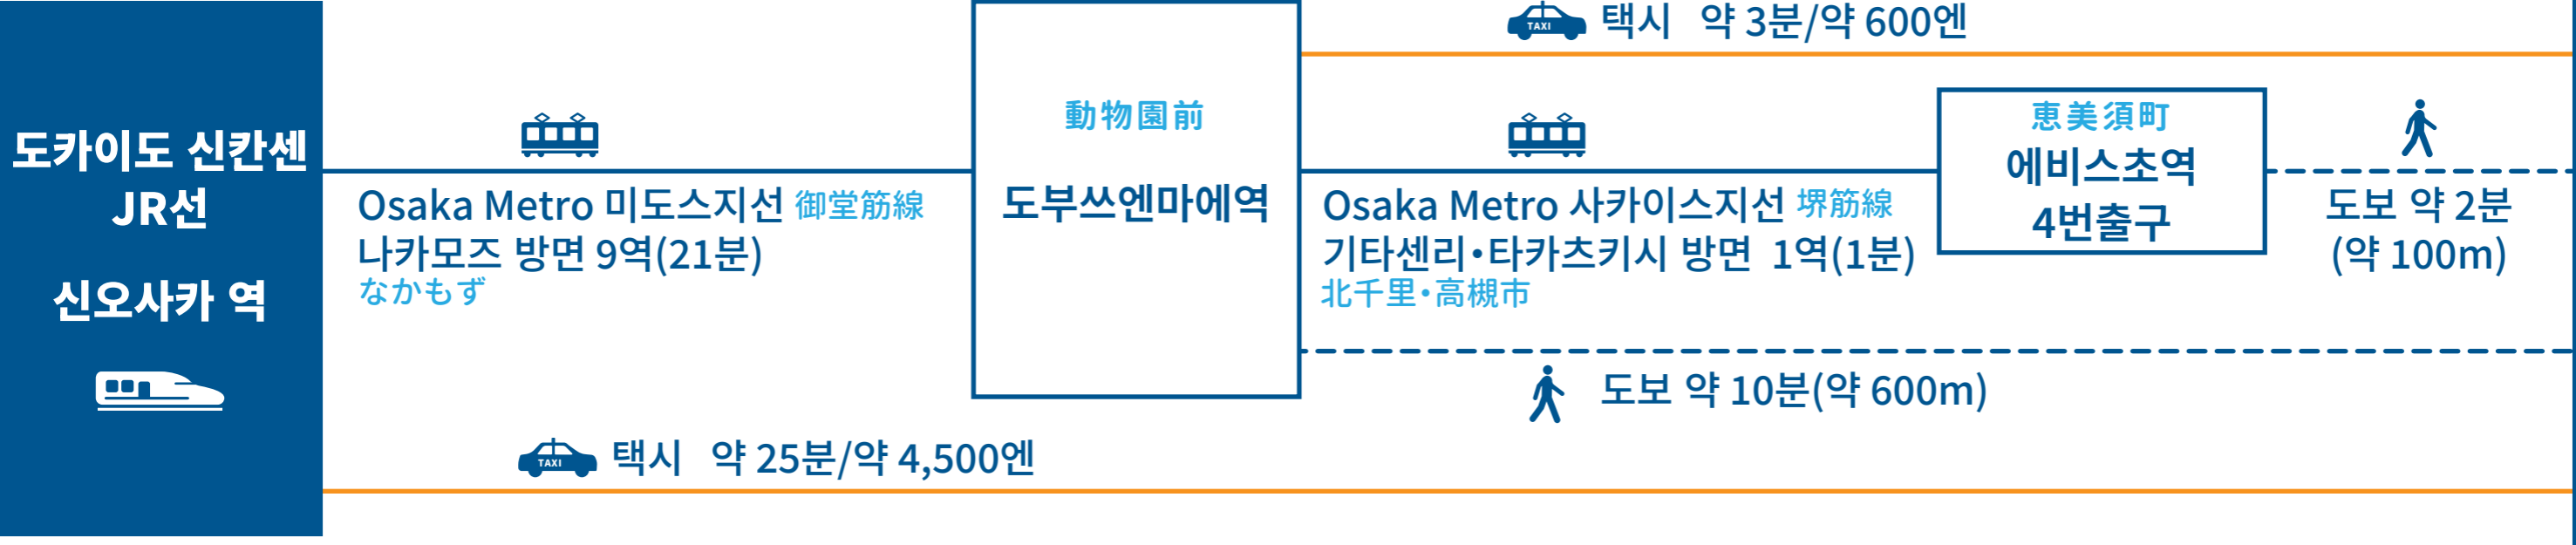 도카이도 신칸센
JR선
신오사카 역
Osaka Metro 미도스지선 御堂筋線
나카모즈 방면 9역(21분)
なかもず
動物園前
도부쓰엔마에역
TAXI 택시 약 3분/약 600엔
Osaka Metro 사카이스지선 堺筋線
기타센리・타카츠키시 방면 1역(1분)
北千里・高槻市
恵美須町
에비스초역
4번출구
도보 약 2분
(약 100m)
도보 약 10분(약 600m)
TAXI 택시 약 25분/약 4,500엔